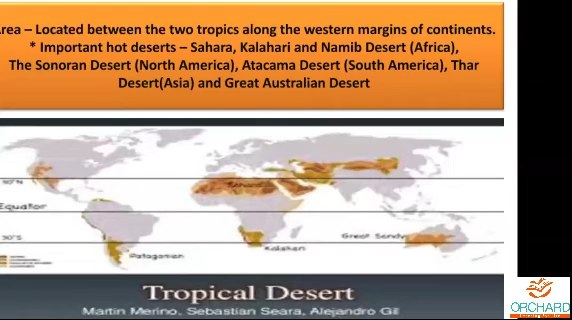 rea – Located between the two tropics along the western margins of continents.
* Important hot deserts – Sahara, Kalahari and Namib Desert (Africa),
The Sonoran Desert (North America), Atacama Desert (South America), Thar
Desert(Asia) and Great Australian Desert
30°N
Sahara
Equator
30°S
Great Sandy
Kalahari
Patagonian
Tropical Desert
Martin Merino, Sebastian Seara, Alejandro Gil
ORCHARD